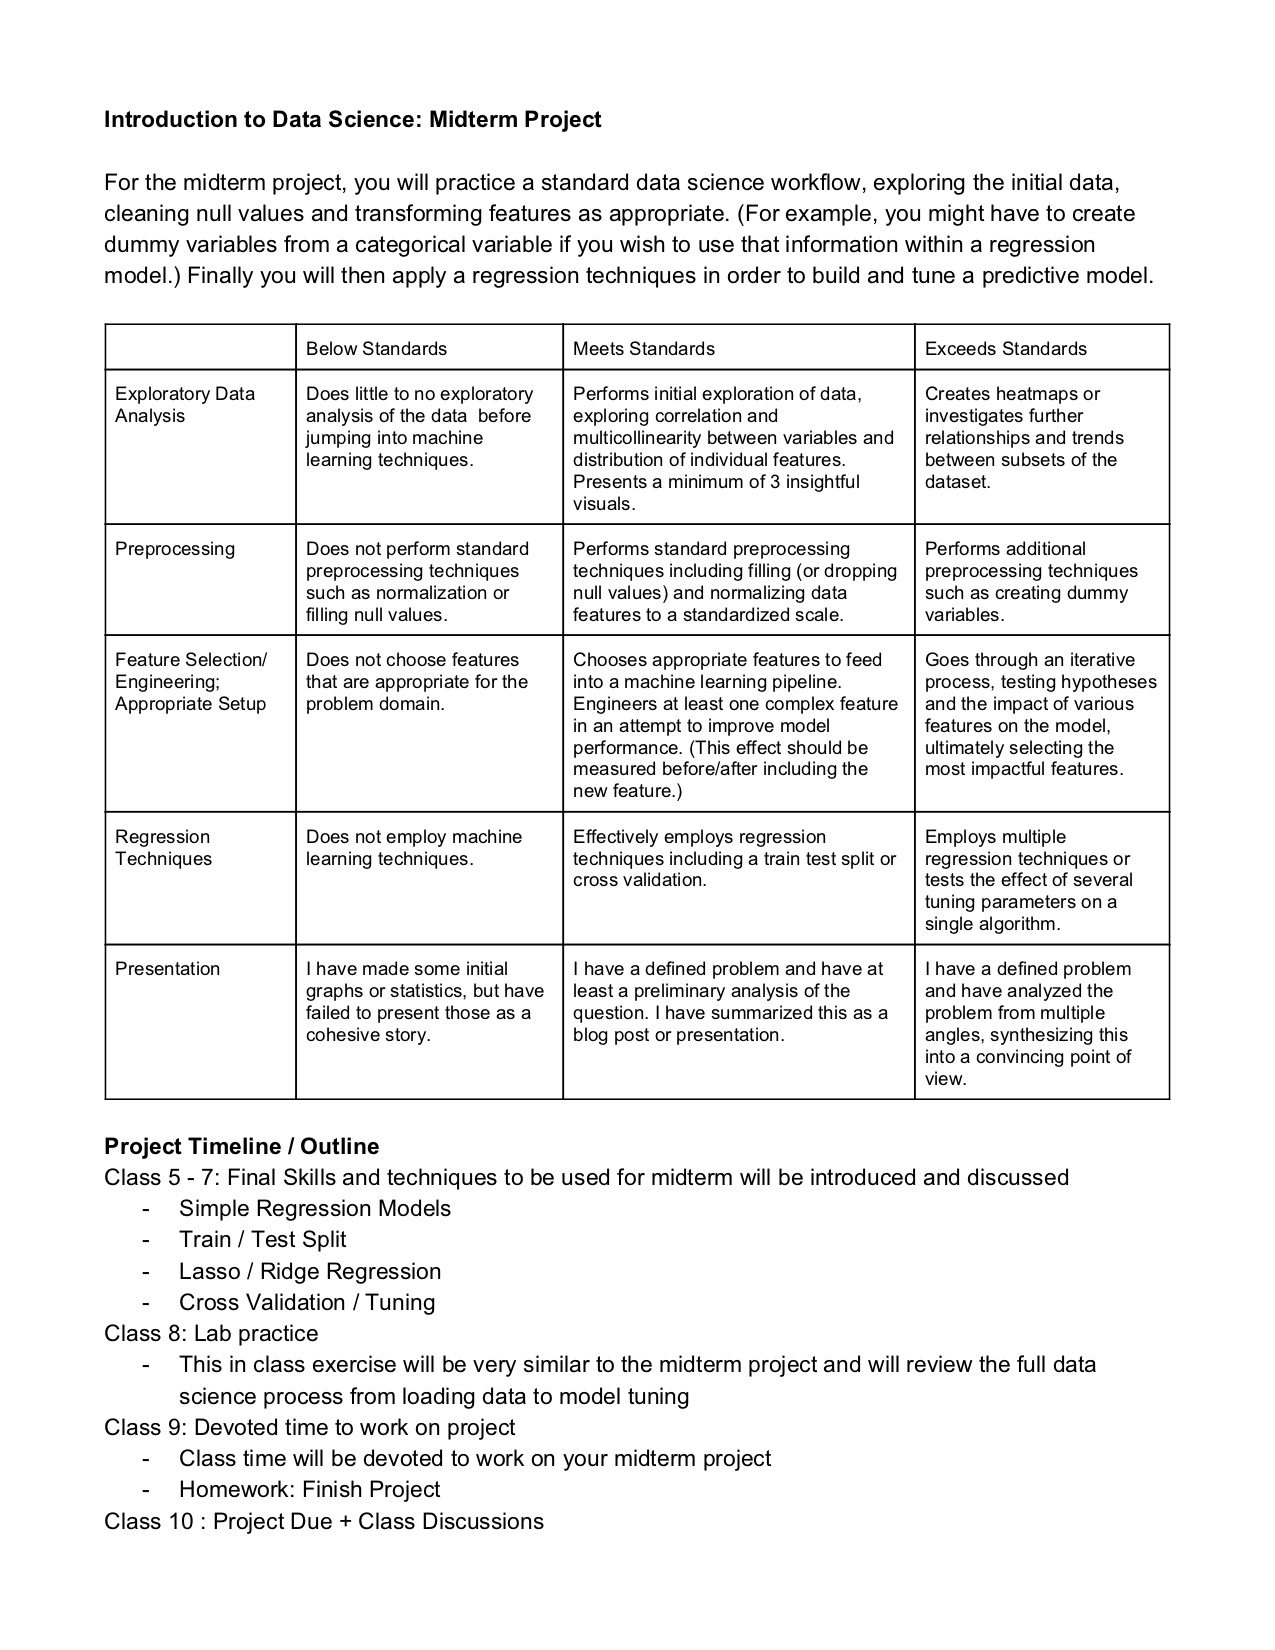 Introduction to Data Science: Midterm Project
For the midterm project, you will practice a standard data science workflow, exploring the initial data,
cleaning null values and transforming features as appropriate. (For example, you might have to create
dummy variables from a categorical variable if you wish to use that information within a regression
model.) Finally you will then apply a regression techniques in order to build and tune a predictive model.
Below Standards
Meets Standards
Exceeds Standards
Exploratory Data
Analysis
Does little to no exploratory
analysis of the data  before
jumping into machine
learning techniques.
Performs initial exploration of data,
exploring correlation and
multicollinearity between variables and
distribution of individual features.
Presents a minimum of 3 insightful
visuals.
Creates heatmaps or
investigates further
relationships and trends
between subsets of the
dataset.
Preprocessing
Does not perform standard
preprocessing techniques
such as normalization or
filling null values.
Performs standard preprocessing
techniques including filling (or dropping
null values) and normalizing data
features to a standardized scale.
Performs additional
preprocessing techniques
such as creating dummy
variables.
Feature Selection/
Engineering;
Appropriate Setup
Does not choose features
that are appropriate for the
problem domain.
Chooses appropriate features to feed
into a machine learning pipeline.
Engineers at least one complex feature
in an attempt to improve model
performance. (This effect should be
measured before/after including the
new feature.)
Goes through an iterative
process, testing hypotheses
and the impact of various
features on the model,
ultimately selecting the
most impactful features.
Regression
Techniques
Does not employ machine
learning techniques.
Effectively employs regression
techniques including a train test split or
cross validation.
Employs multiple
regression techniques or
tests the effect of several
tuning parameters on a
single algorithm.
Presentation
I have made some initial
graphs or statistics, but have
failed to present those as a
cohesive story.
I have a defined problem and have at
least a preliminary analysis of the
question. I have summarized this as a
blog post or presentation.
I have a defined problem
and have analyzed the
problem from multiple
angles, synthesizing this
into a convincing point of
view.
Project Timeline / Outline
Class 5 - 7: Final Skills and techniques to be used for midterm will be introduced and discussed
- Simple Regression Models
- Train / Test Split
- Lasso / Ridge Regression
- Cross Validation / Tuning
Class 8: Lab practice
- This in class exercise will be very similar to the midterm project and will review the full data
science process from loading data to model tuning
Class 9: Devoted time to work on project
- Class time will be devoted to work on your midterm project
- Homework: Finish Project
Class 10 : Project Due + Class Discussions